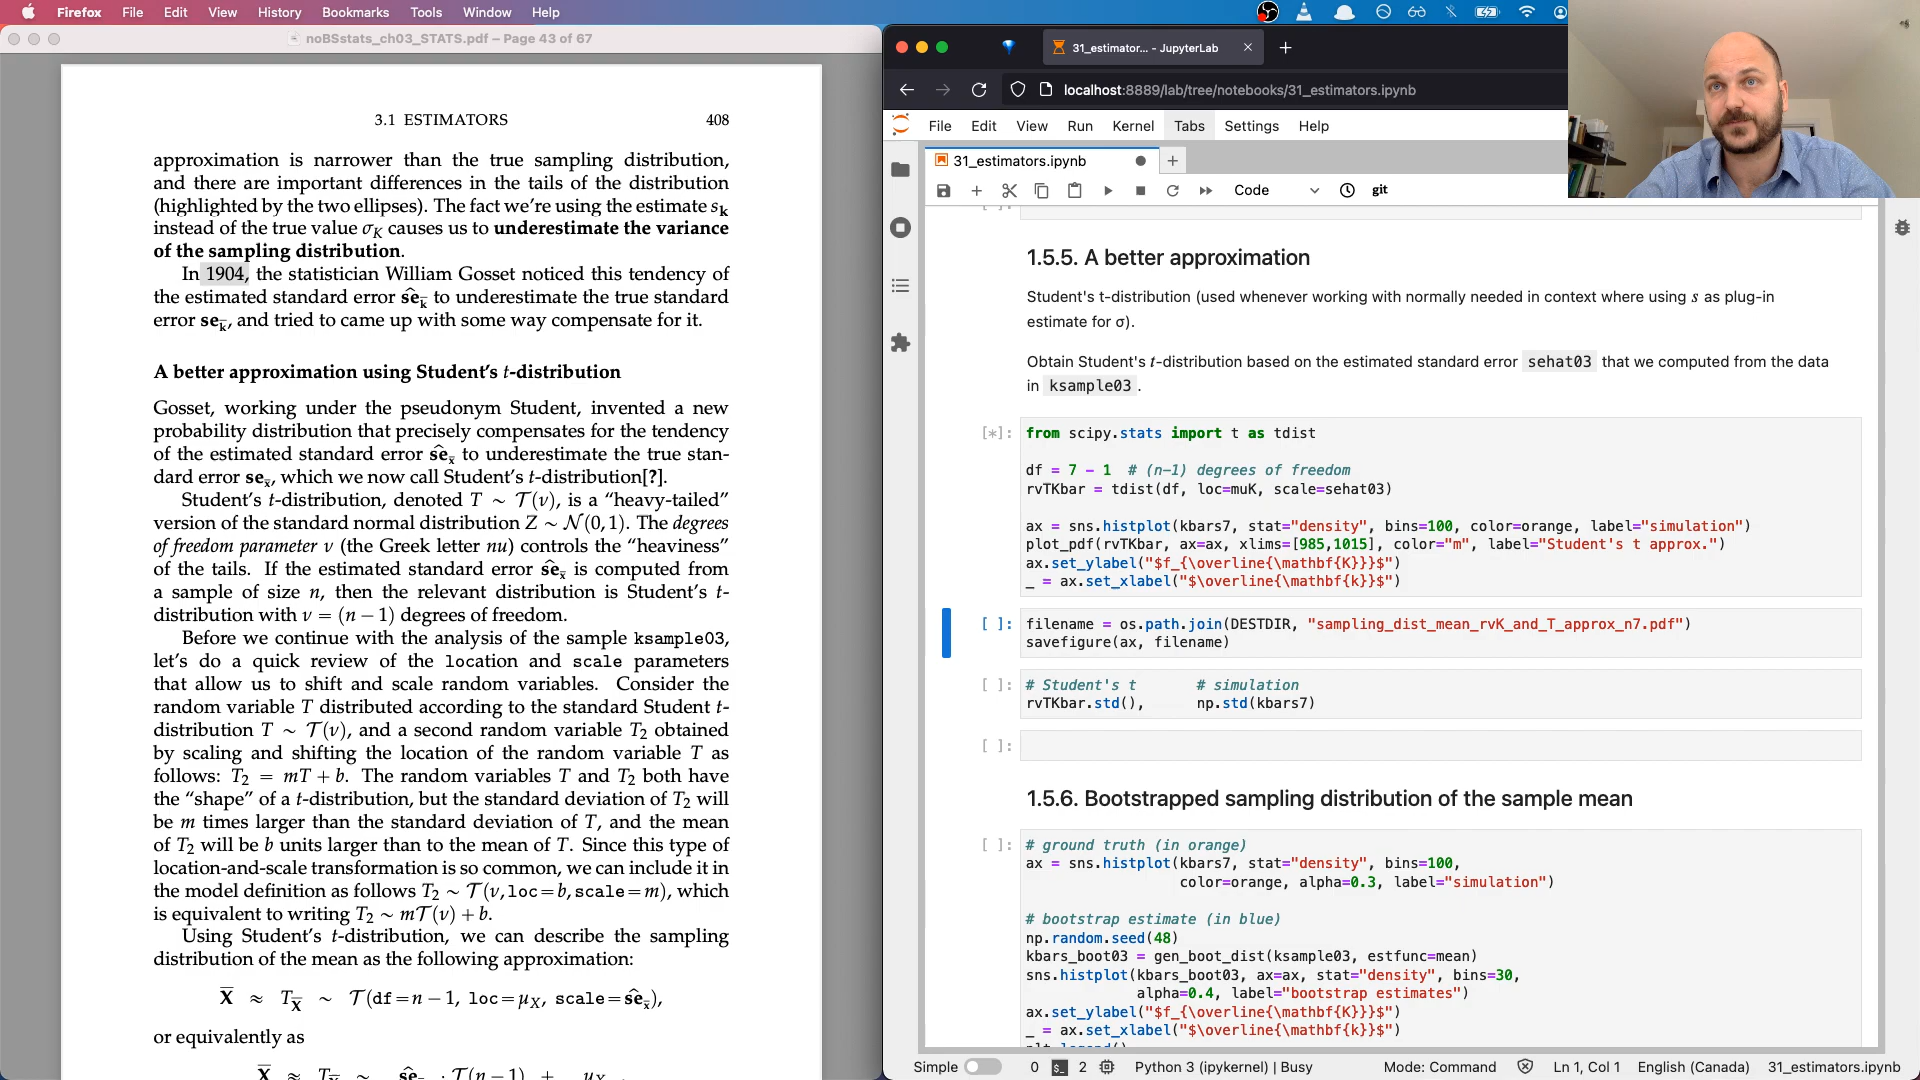 Firefox File Edit View History Bookmarks Tools Window Help
noBSstats_ch03_STATS.pdf – Page 43 of 67
3.1 ESTIMATORS 408
approximation is narrower than the true sampling distribution,
and there are important differences in the tails of the distribution
(highlighted by the two ellipses). The fact we're using the estimate s𝐤
instead of the true value σK causes us to underestimate the variance
of the sampling distribution.
In 1904, the statistician William Gosset noticed this tendency of
the estimated standard error ŝe_k̅ to underestimate the true standard
error se_k̅, and tried to came up with some way compensate for it.
A better approximation using Student's t-distribution
Gosset, working under the pseudonym Student, invented a new
probability distribution that precisely compensates for the tendency
of the estimated standard error ŝe_x̅ to underestimate the true stan-
dard error se_x̅, which we now call Student's t-distribution[?].
Student's t-distribution, denoted T ∼ 𝒯(ν), is a “heavy-tailed”
version of the standard normal distribution Z ∼ 𝒩(0, 1). The degrees
of freedom parameter ν (the Greek letter nu) controls the “heaviness”
of the tails. If the estimated standard error ŝe_x̅ is computed from
a sample of size n, then the relevant distribution is Student's t-
distribution with ν = (n − 1) degrees of freedom.
Before we continue with the analysis of the sample ksample03,
let's do a quick review of the location and scale parameters
that allow us to shift and scale random variables. Consider the
random variable T distributed according to the standard Student t-
distribution T ∼ 𝒯(ν), and a second random variable T₂ obtained
by scaling and shifting the location of the random variable T as
follows: T₂ = mT + b. The random variables T and T₂ both have
the “shape” of a t-distribution, but the standard deviation of T₂ will
be m times larger than the standard deviation of T, and the mean
of T₂ will be b units larger than to the mean of T. Since this type of
location-and-scale transformation is so common, we can include it in
the model definition as follows T₂ ∼ 𝒯(ν, loc=b, scale=m), which
is equivalent to writing T₂ ∼ m𝒯(ν) + b.
Using Student's t-distribution, we can describe the sampling
distribution of the mean as the following approximation:
X̅ ≈ T_X̅ ∼ 𝒯(df=n − 1, loc=μX, scale=ŝe_x̅),
or equivalently as
X̅ ≈ T_X̅ ∼ ŝe_x̅ · 𝒯(n − 1) + μX
31_estimator... - JupyterLab
localhost:8889/lab/tree/notebooks/31_estimators.ipynb
File Edit View Run Kernel Tabs Settings Help
31_estimators.ipynb
Code git
[ ]:
1.5.5. A better approximation
Student's t-distribution (used whenever working with normally needed in context where using s as plug-in
estimate for σ).
Obtain Student's t-distribution based on the estimated standard error sehat03 that we computed from the data
in ksample03 .
[*]: from scipy.stats import t as tdist
df = 7 - 1 # (n-1) degrees of freedom
rvTKbar = tdist(df, loc=muK, scale=sehat03)
ax = sns.histplot(kbars7, stat="density", bins=100, color=orange, label="simulation")
plot_pdf(rvTKbar, ax=ax, xlims=[985,1015], color="m", label="Student's t approx.")
ax.set_ylabel("$f_{\overline{\mathbf{K}}}$")
_ = ax.set_xlabel("$\overline{\mathbf{k}}$")
[ ]: filename = os.path.join(DESTDIR, "sampling_dist_mean_rvK_and_T_approx_n7.pdf")
savefigure(ax, filename)
[ ]: # Student's t # simulation
rvTKbar.std(), np.std(kbars7)
[ ]:
1.5.6. Bootstrapped sampling distribution of the sample mean
[ ]: # ground truth (in orange)
ax = sns.histplot(kbars7, stat="density", bins=100,
color=orange, alpha=0.3, label="simulation")
# bootstrap estimate (in blue)
np.random.seed(48)
kbars_boot03 = gen_boot_dist(ksample03, estfunc=mean)
sns.histplot(kbars_boot03, ax=ax, stat="density", bins=30,
alpha=0.4, label="bootstrap estimates")
ax.set_ylabel("$f_{\overline{\mathbf{K}}}$")
_ = ax.set_xlabel("$\overline{\mathbf{k}}$")
plt.legend()
Simple 0 2 Python 3 (ipykernel) | Busy Mode: Command Ln 1, Col 1 English (Canada) 31_estimators.ipynb